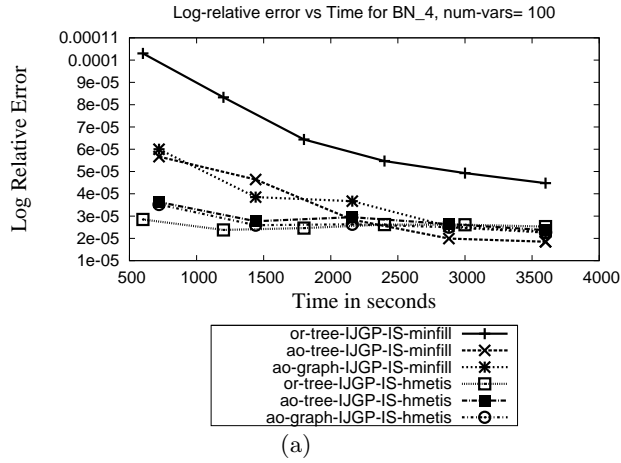 Log-relative error vs Time for BN_4, num-vars= 100
0.00011
0.0001
9e-05
8e-05
7e-05
6e-05
5e-05
4e-05
3e-05
2e-05
1e-05
Log Relative Error
500 1000 1500 2000 2500 3000 3500 4000
Time in seconds
or-tree-IJGP-IS-minfill
ao-tree-IJGP-IS-minfill
ao-graph-IJGP-IS-minfill
or-tree-IJGP-IS-hmetis
ao-tree-IJGP-IS-hmetis
ao-graph-IJGP-IS-hmetis
(a)